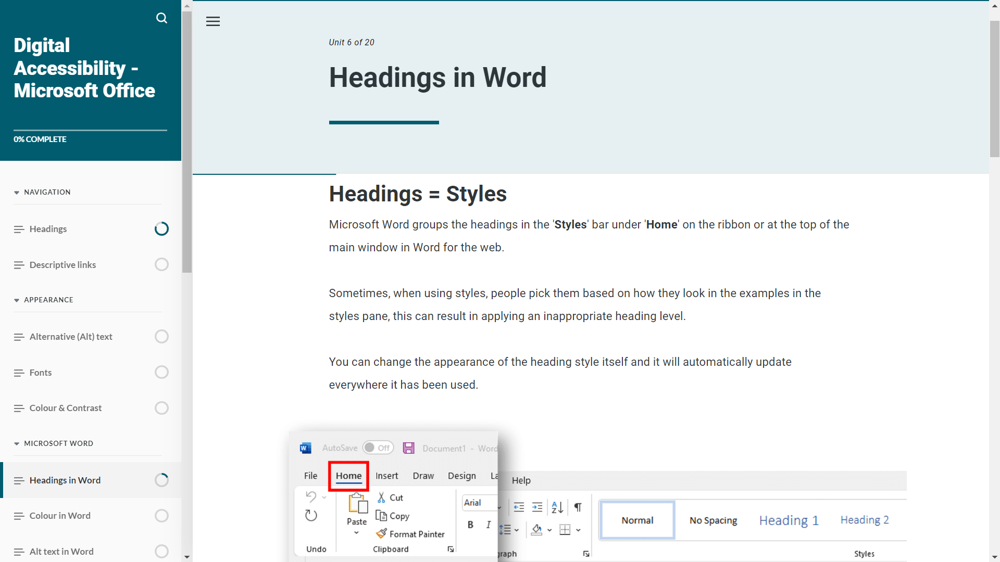 Digital
Accessibility -
Microsoft Office
0% COMPLETE
NAVIGATION
Headings
Descriptive links
APPEARANCE
Alternative (Alt) text
Fonts
Colour & Contrast
MICROSOFT WORD
Headings in Word
Colour in Word
Alt text in Word
Unit 6 of 20
Headings in Word
Headings = Styles
Microsoft Word groups the headings in the 'Styles' bar under 'Home' on the ribbon or at the top of the
main window in Word for the web.
Sometimes, when using styles, people pick them based on how they look in the examples in the
styles pane, this can result in applying an inappropriate heading level.
You can change the appearance of the heading style itself and it will automatically update
everywhere it has been used.
W AutoSave Off Document1 - Word
File Home Insert Draw Design La Help
Cut
Arial
Paste
Copy
B I
Format Painter
Undo Clipboard
A
Z
¶
Normal No Spacing Heading 1 Heading 2
graph Styles